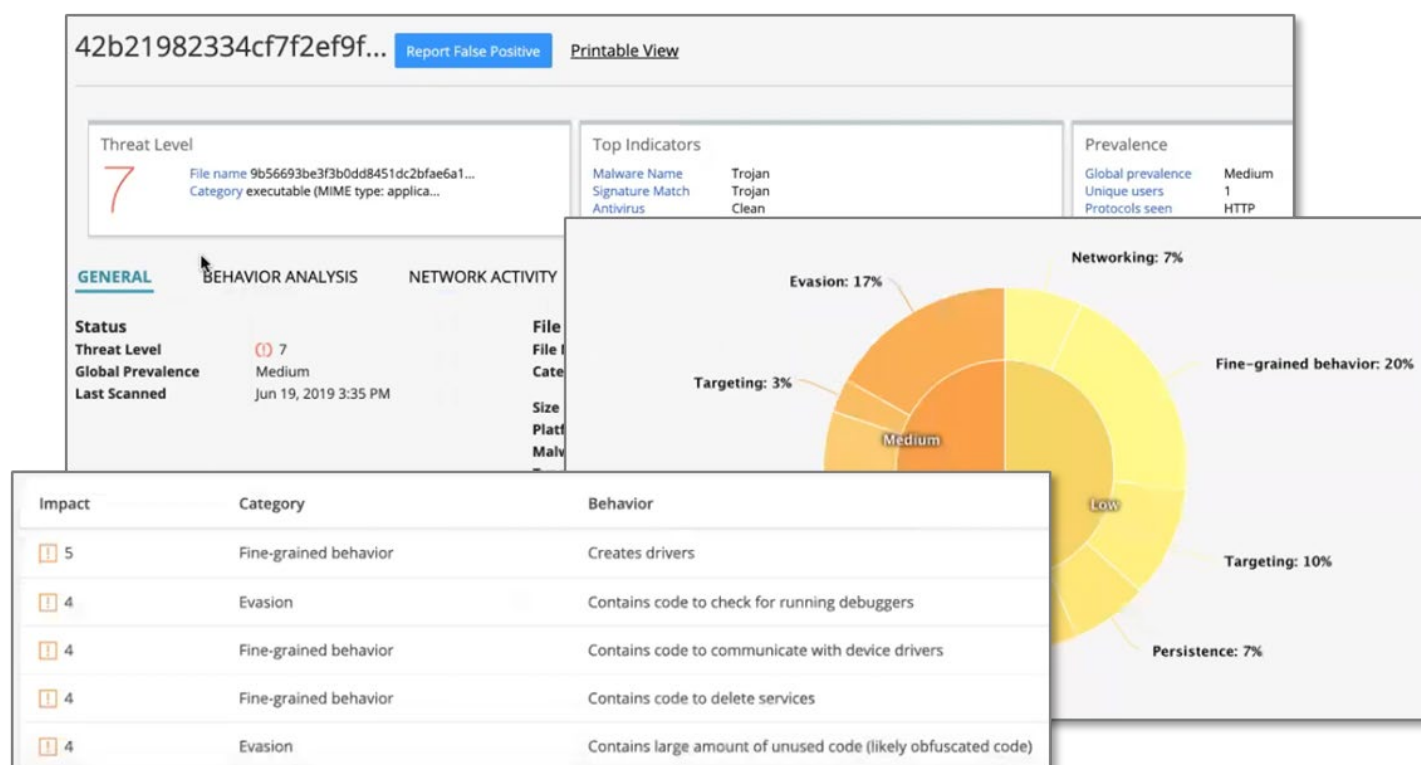 42b21982334cf7f2ef9f... Report False Positive Printable View
Threat Level
7
File name 9b56693be3f3b0dd8451dc2bfae6a1...
Category executable (MIME type: applica...
Top Indicators
Malware Name Trojan
Signature Match Trojan
Antivirus Clean
Prevalence
Global prevalence Medium
Unique users 1
Protocols seen HTTP
GENERAL BEHAVIOR ANALYSIS NETWORK ACTIVITY
Status
Threat Level (!) 7
Global Prevalence Medium
Last Scanned Jun 19, 2019 3:35 PM
File
File
Cate
Size
Platf
Malw
Networking: 7%
Evasion: 17%
Fine-grained behavior: 20%
Targeting: 3%
Medium
Low
Targeting: 10%
Persistence: 7%
Impact Category Behavior
! 5 Fine-grained behavior Creates drivers
! 4 Evasion Contains code to check for running debuggers
! 4 Fine-grained behavior Contains code to communicate with device drivers
! 4 Fine-grained behavior Contains code to delete services
! 4 Evasion Contains large amount of unused code (likely obfuscated code)